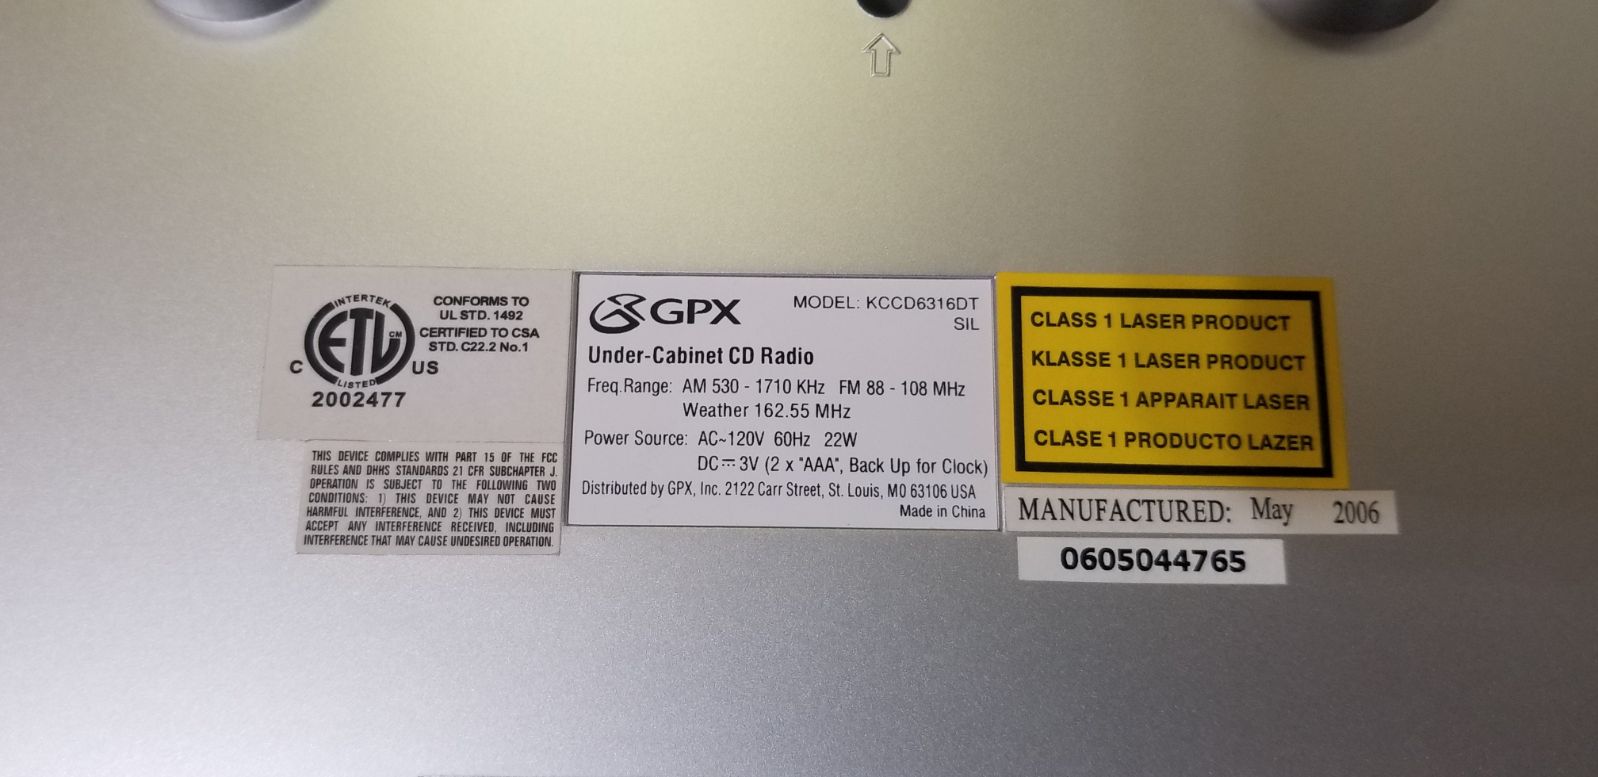 INTERTEK
ETL CM
LISTED
C US
2002477
CONFORMS TO
UL STD. 1492
CERTIFIED TO CSA
STD. C22.2 No.1
THIS DEVICE COMPLIES WITH PART 15 OF THE FCC
RULES AND DHHS STANDARDS 21 CFR SUBCHAPTER J.
OPERATION IS SUBJECT TO THE FOLLOWING TWO
CONDITIONS: 1) THIS DEVICE MAY NOT CAUSE
HARMFUL INTERFERENCE, AND 2) THIS DEVICE MUST
ACCEPT ANY INTERFERENCE RECEIVED, INCLUDING
INTERFERENCE THAT MAY CAUSE UNDESIRED OPERATION.
GPX
MODEL: KCCD6316DT
SIL
Under-Cabinet CD Radio
Freq.Range: AM 530 - 1710 KHz FM 88 - 108 MHz
Weather 162.55 MHz
Power Source: AC~120V 60Hz 22W
DC⎓3V (2 x "AAA", Back Up for Clock)
Distributed by GPX, Inc. 2122 Carr Street, St. Louis, MO 63106 USA
Made in China
CLASS 1 LASER PRODUCT
KLASSE 1 LASER PRODUCT
CLASSE 1 APPARAIT LASER
CLASE 1 PRODUCTO LAZER
MANUFACTURED: May 2006
0605044765